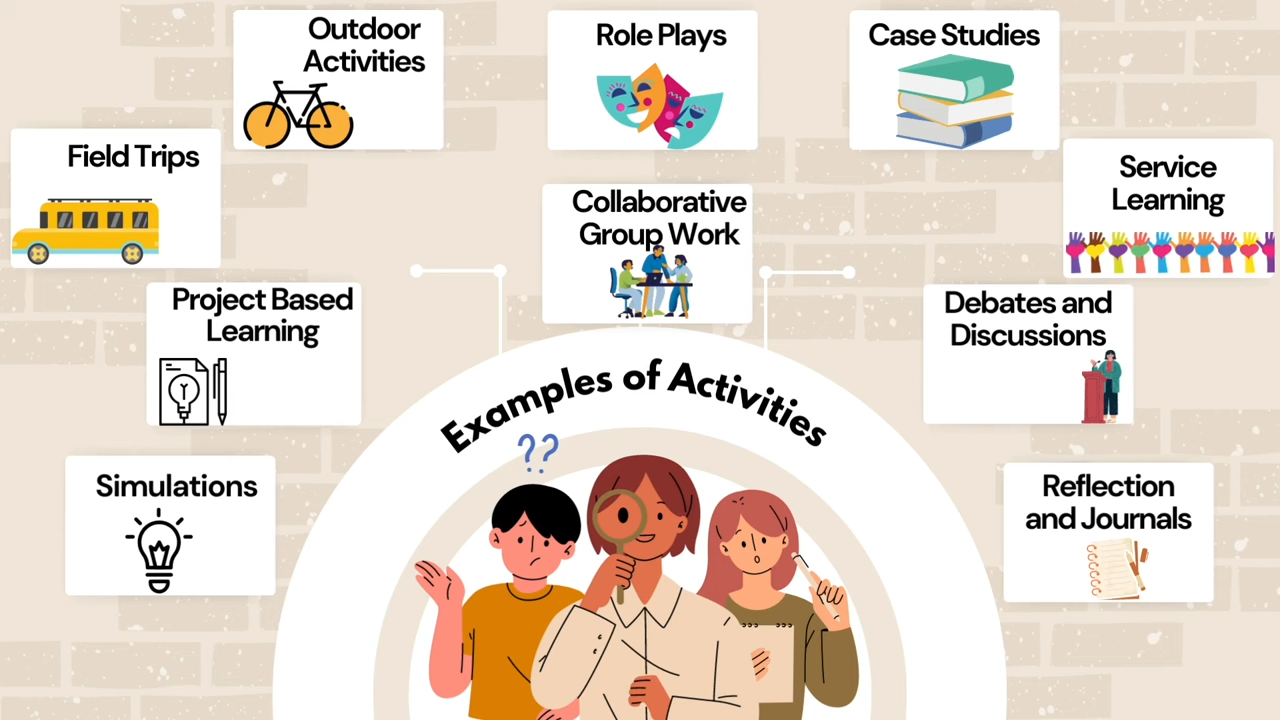 Outdoor
Activities
Role Plays
Case Studies
Field Trips
Service
Learning
Collaborative
Group Work
Project Based
Learning
Debates and
Discussions
Examples of Activities
??
Simulations
Reflection
and Journals